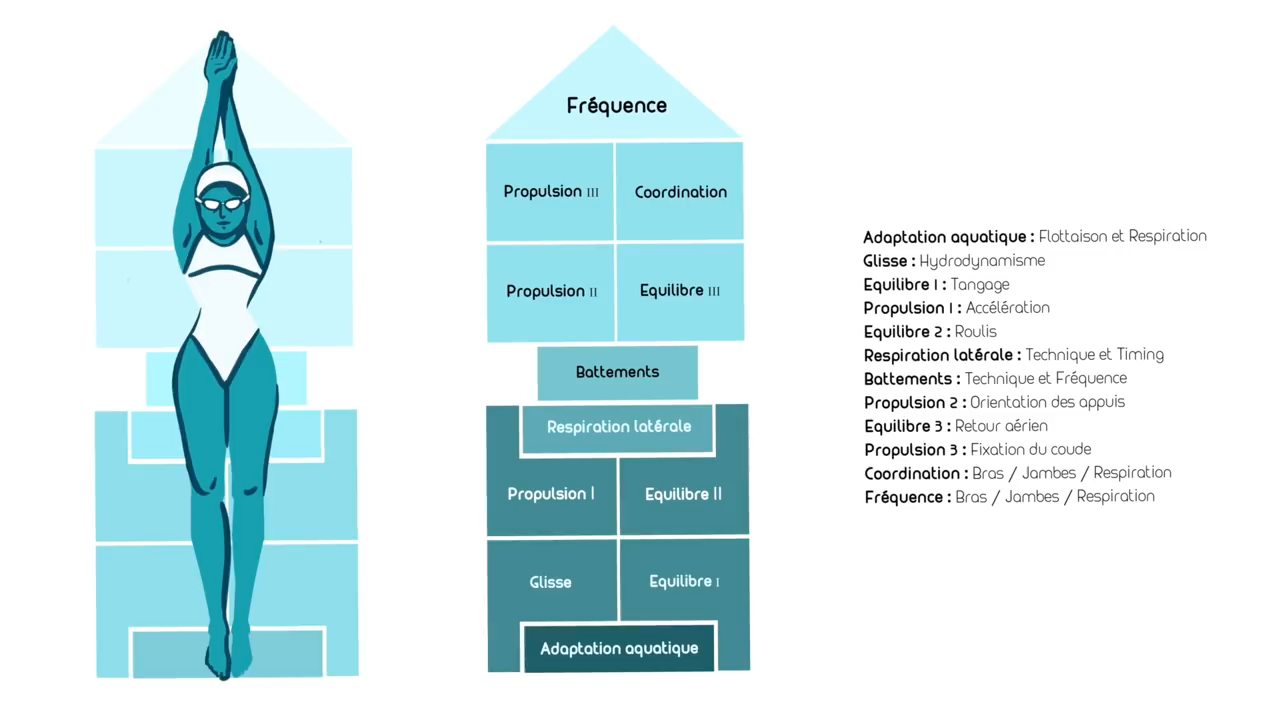 Fréquence
Propulsion III
Coordination
Propulsion II
Equilibre III
Battements
Respiration latérale
Propulsion I
Equilibre II
Glisse
Equilibre I
Adaptation aquatique
Adaptation aquatique : Flottaison et Respiration
Glisse : Hydrodynamisme
Equilibre 1 : Tangage
Propulsion 1 : Accélération
Equilibre 2 : Roulis
Respiration latérale : Technique et Timing
Battements : Technique et Fréquence
Propulsion 2 : Orientation des appuis
Equilibre 3 : Retour aérien
Propulsion 3 : Fixation du coude
Coordination : Bras / Jambes / Respiration
Fréquence : Bras / Jambes / Respiration